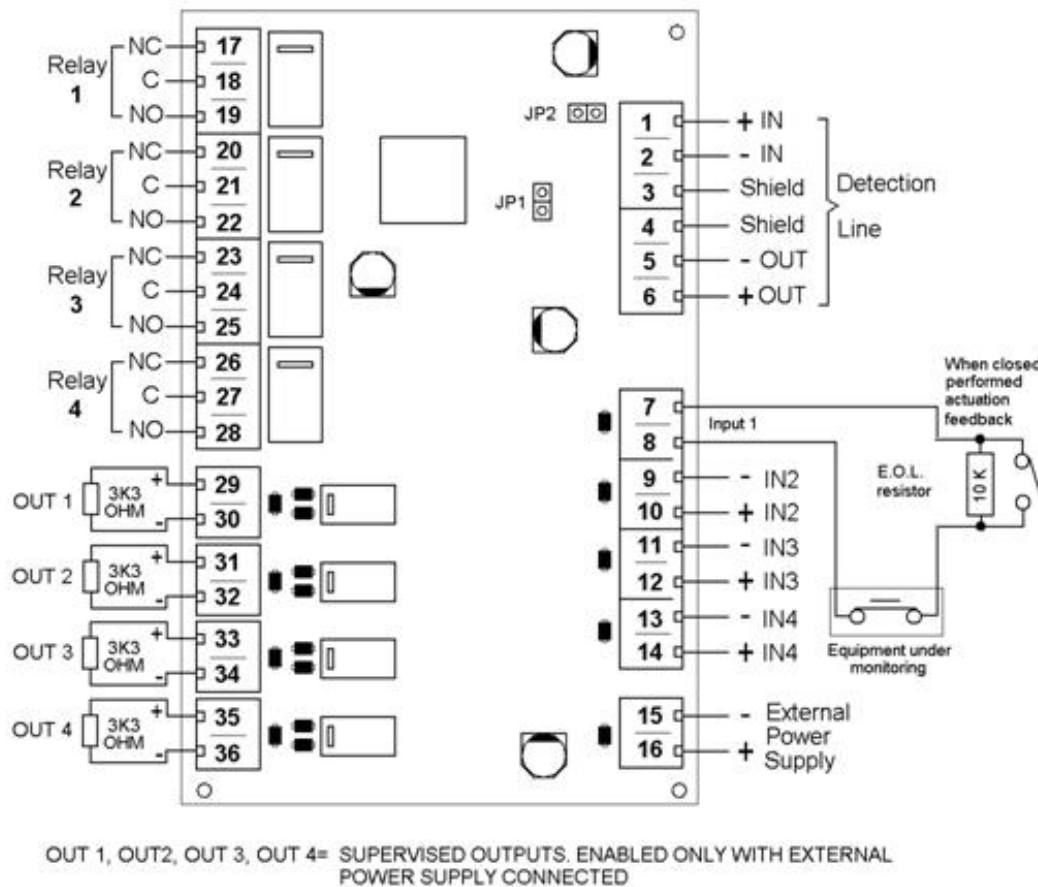 Relay
1
NC
C
NO
17
18
19
Relay
2
NC
C
NO
20
21
22
Relay
3
NC
C
NO
23
24
25
Relay
4
NC
C
NO
26
27
28
OUT 1
3K3
OHM
+
-
29
30
OUT 2
3K3
OHM
+
-
31
32
OUT 3
3K3
OHM
+
-
33
34
OUT 4
3K3
OHM
+
-
35
36
JP2
JP1
1
+ IN
2
- IN
3
Shield
4
Shield
5
- OUT
6
+ OUT
Detection
Line
7
8
Input 1
9
- IN2
10
+ IN2
11
- IN3
12
+ IN3
13
- IN4
14
+ IN4
15
-
16
+
External
Power
Supply
When closed
performed
actuation
feedback
E.O.L.
resistor
10 K
Equipment under
monitoring
OUT 1, OUT2, OUT 3, OUT 4= SUPERVISED OUTPUTS. ENABLED ONLY WITH EXTERNAL
POWER SUPPLY CONNECTED